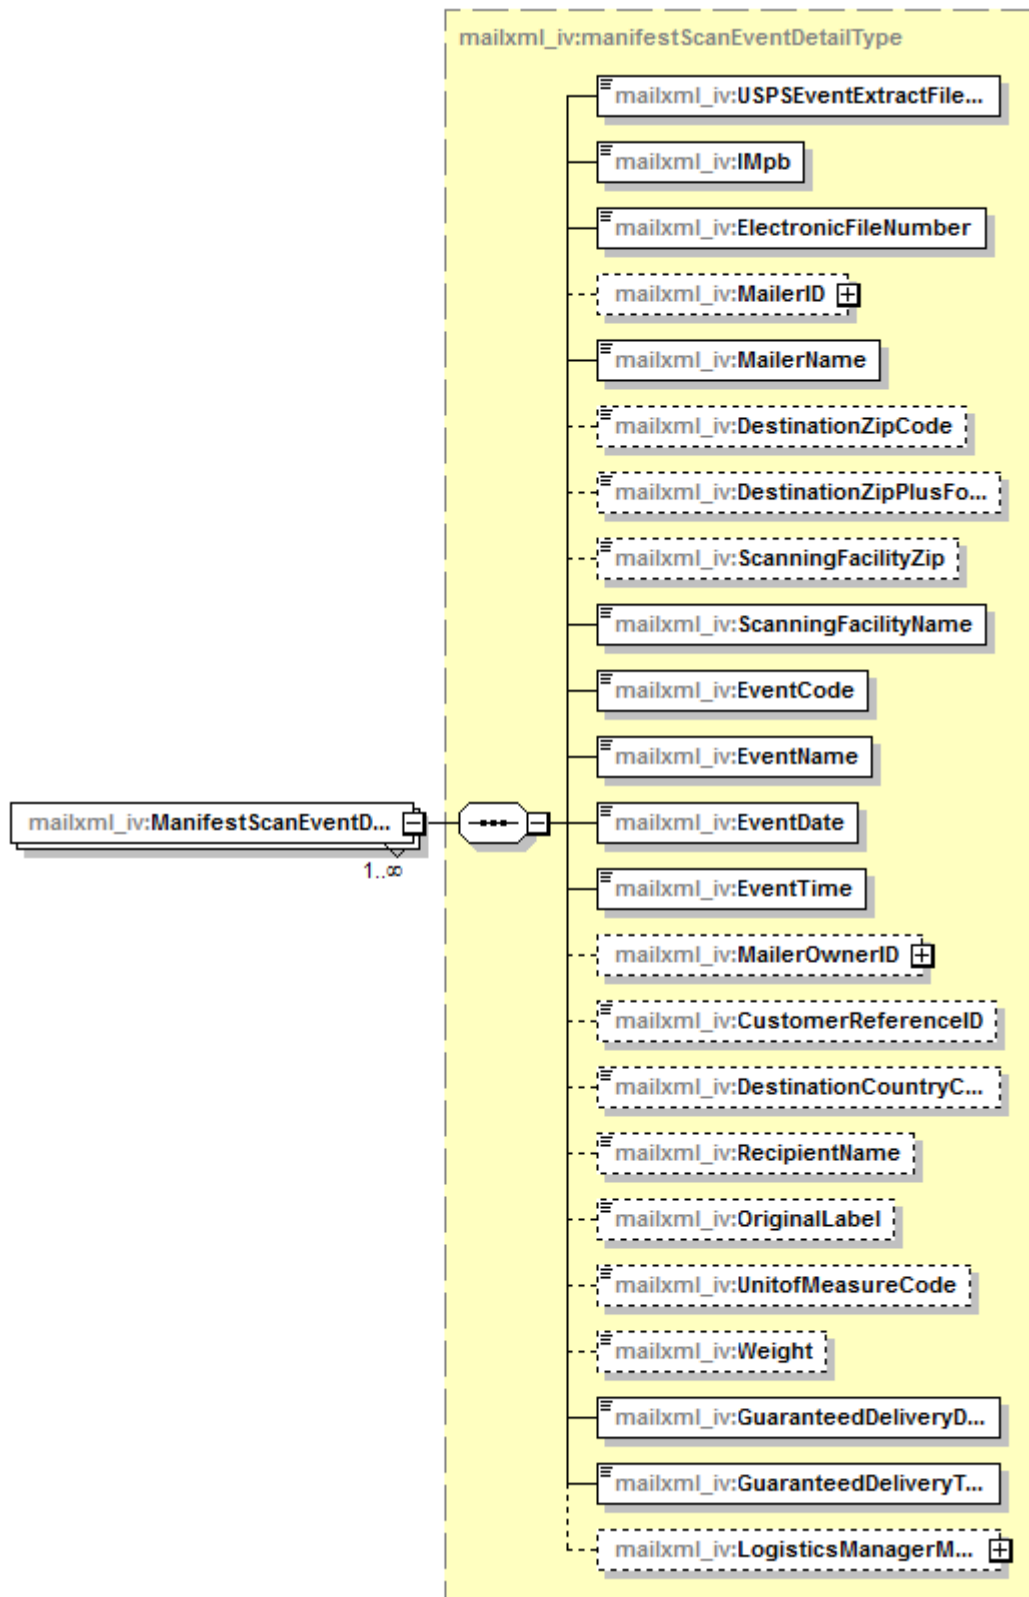 mailxml_iv:manifestScanEventDetailType
mailxml_iv:USPSEventExtractFile...
mailxml_iv:IMpb
mailxml_iv:ElectronicFileNumber
mailxml_iv:MailerID
mailxml_iv:MailerName
mailxml_iv:DestinationZipCode
mailxml_iv:DestinationZipPlusFo...
mailxml_iv:ScanningFacilityZip
mailxml_iv:ScanningFacilityName
mailxml_iv:EventCode
mailxml_iv:EventName
mailxml_iv:ManifestScanEventD...
1..∞
mailxml_iv:EventDate
mailxml_iv:EventTime
mailxml_iv:MailerOwnerID
mailxml_iv:CustomerReferenceID
mailxml_iv:DestinationCountryC...
mailxml_iv:RecipientName
mailxml_iv:OriginalLabel
mailxml_iv:UnitofMeasureCode
mailxml_iv:Weight
mailxml_iv:GuaranteedDeliveryD...
mailxml_iv:GuaranteedDeliveryT...
mailxml_iv:LogisticsManagerM...